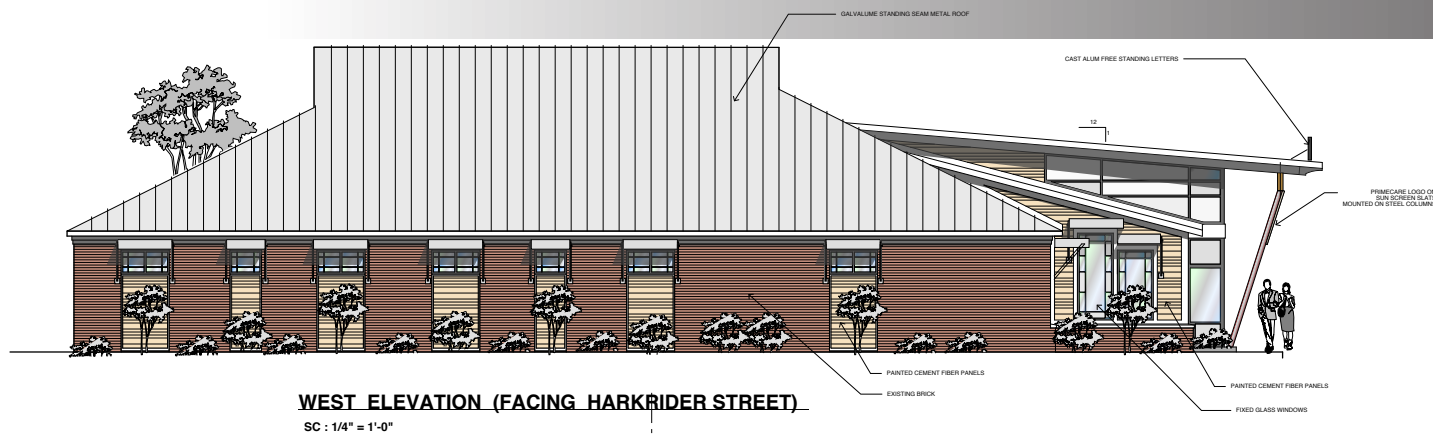 GALVALUME STANDING SEAM METAL ROOF
CAST ALUM FREE STANDING LETTERS
12
1
PRIMECARE LOGO ON
SUN SCREEN SLATS
MOUNTED ON STEEL COLUMNS
PAINTED CEMENT FIBER PANELS
EXISTING BRICK
PAINTED CEMENT FIBER PANELS
FIXED GLASS WINDOWS
WEST ELEVATION (FACING HARKRIDER STREET)
SC : 1/4" = 1'-0"